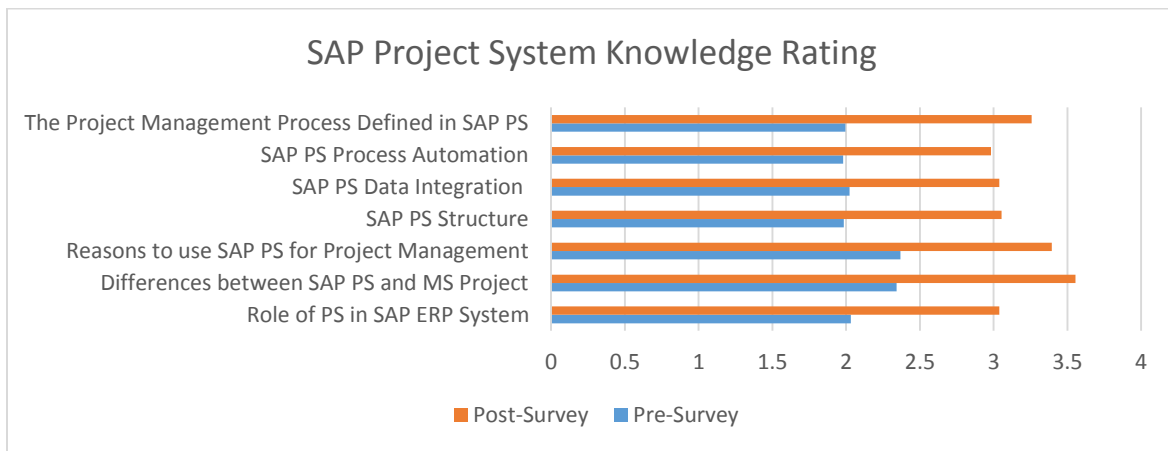 SAP Project System Knowledge Rating
The Project Management Process Defined in SAP PS
SAP PS Process Automation
SAP PS Data Integration
SAP PS Structure
Reasons to use SAP PS for Project Management
Differences between SAP PS and MS Project
Role of PS in SAP ERP System
0 0.5 1 1.5 2 2.5 3 3.5 4
Post-Survey Pre-Survey